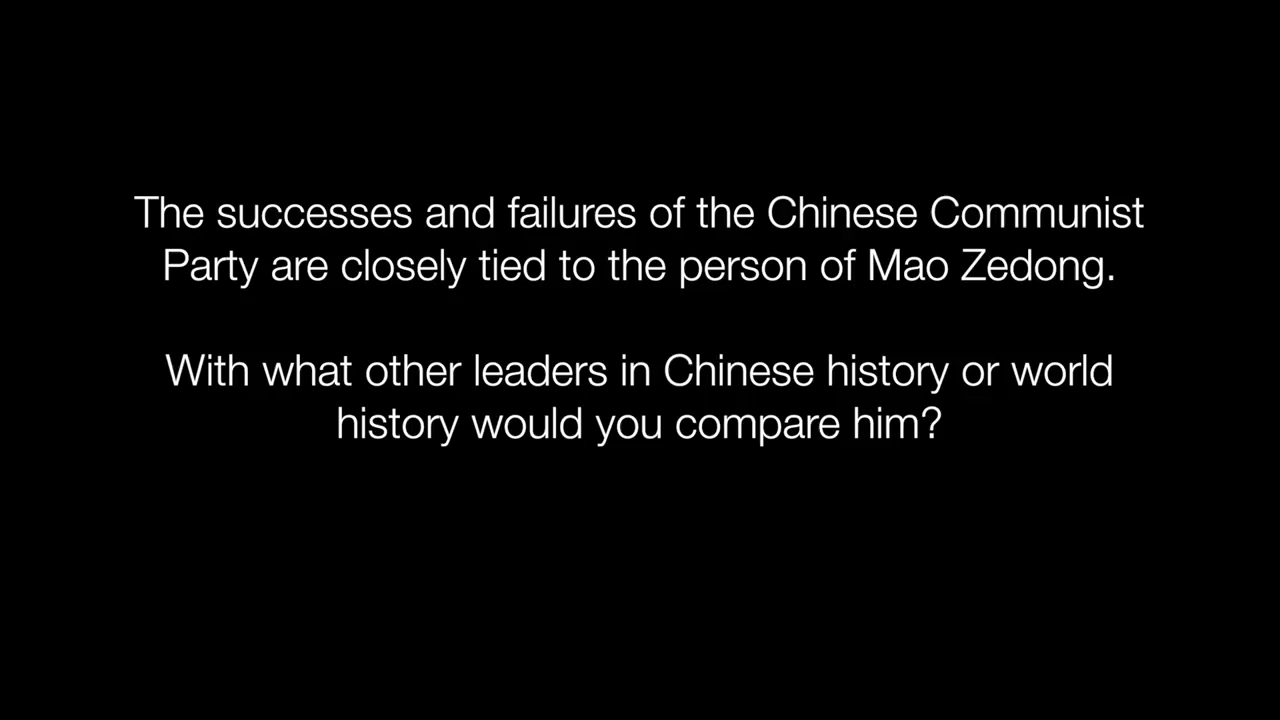 The successes and failures of the Chinese Communist
Party are closely tied to the person of Mao Zedong.
With what other leaders in Chinese history or world
history would you compare him?